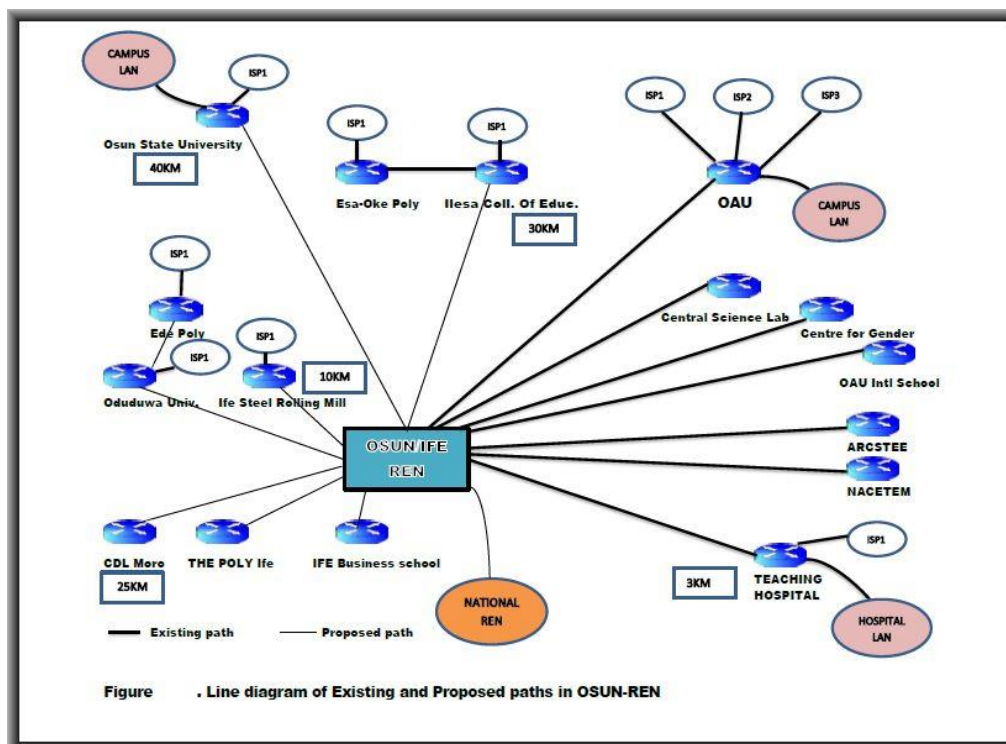 CAMPUS
LAN
ISP1
Osun State University
40KM
ISP1
ISP1
Esa-Oke Poly
Ilesa Coll. Of Educ.
30KM
ISP1
ISP2
ISP3
OAU
CAMPUS
LAN
Central Science Lab
Centre for Gender
OAU Intl School
ISP1
Ede Poly
ISP1
Oduduwa Univ.
ISP1
10KM
Ife Steel Rolling Mill
OSUN/IFE
REN
ARCSTEE
NACETEM
CDL Moro
25KM
THE POLY Ife
IFE Business school
NATIONAL
REN
3KM
ISP1
TEACHING
HOSPITAL
HOSPITAL
LAN
Existing path
Proposed path
Figure . Line diagram of Existing and Proposed paths in OSUN-REN